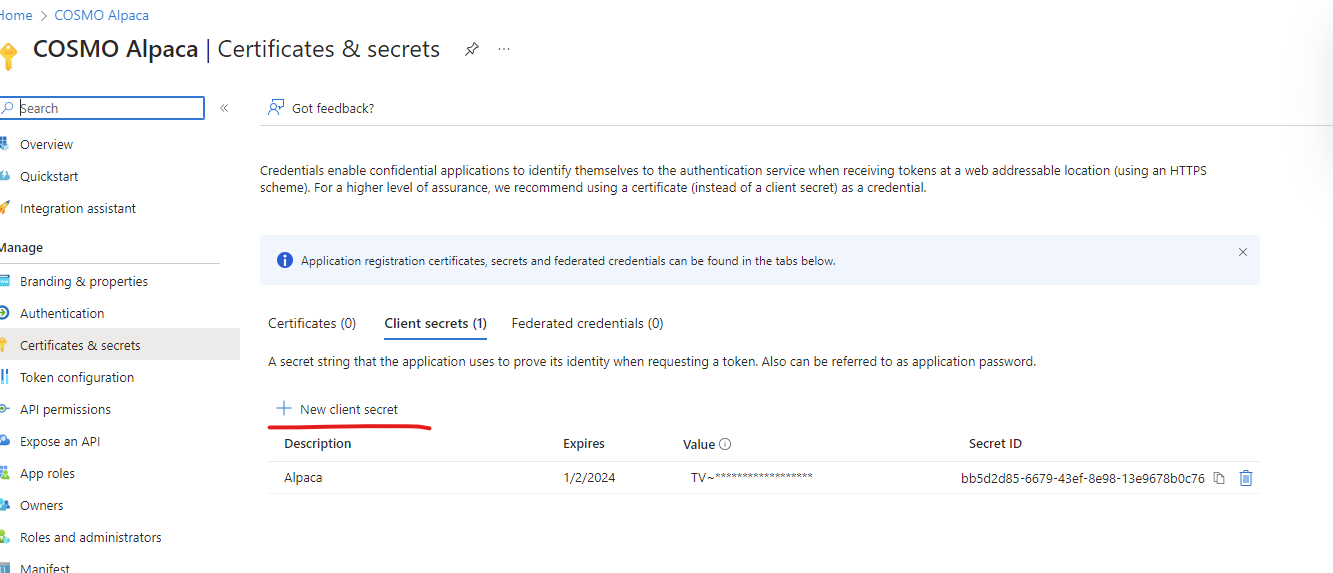 Home > COSMO Alpaca
COSMO Alpaca | Certificates & secrets ...
Search «
Got feedback?
Overview
Quickstart
Integration assistant
Manage
Branding & properties
Authentication
Certificates & secrets
Token configuration
API permissions
Expose an API
App roles
Owners
Roles and administrators
Manifest
Credentials enable confidential applications to identify themselves to the authentication service when receiving tokens at a web addressable location (using an HTTPS
scheme). For a higher level of assurance, we recommend using a certificate (instead of a client secret) as a credential.
Application registration certificates, secrets and federated credentials can be found in the tabs below.
Certificates (0) Client secrets (1) Federated credentials (0)
A secret string that the application uses to prove its identity when requesting a token. Also can be referred to as application password.
New client secret
Description Expires Value Secret ID
Alpaca 1/2/2024 TV~****************** bb5d2d85-6679-43ef-8e98-13e9678b0c76